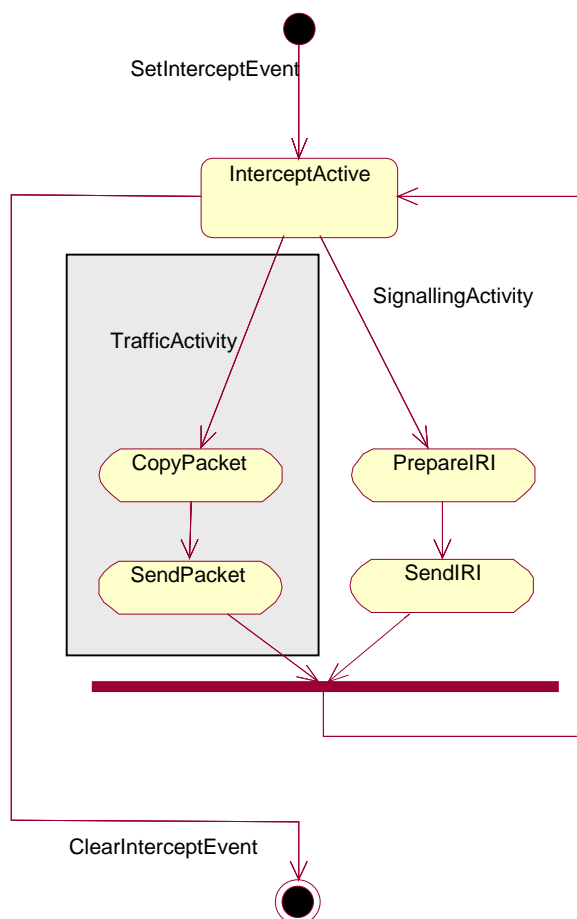 SetInterceptEvent
InterceptActive
SignallingActivity
TrafficActivity
CopyPacket
PrepareIRI
SendPacket
SendIRI
ClearInterceptEvent